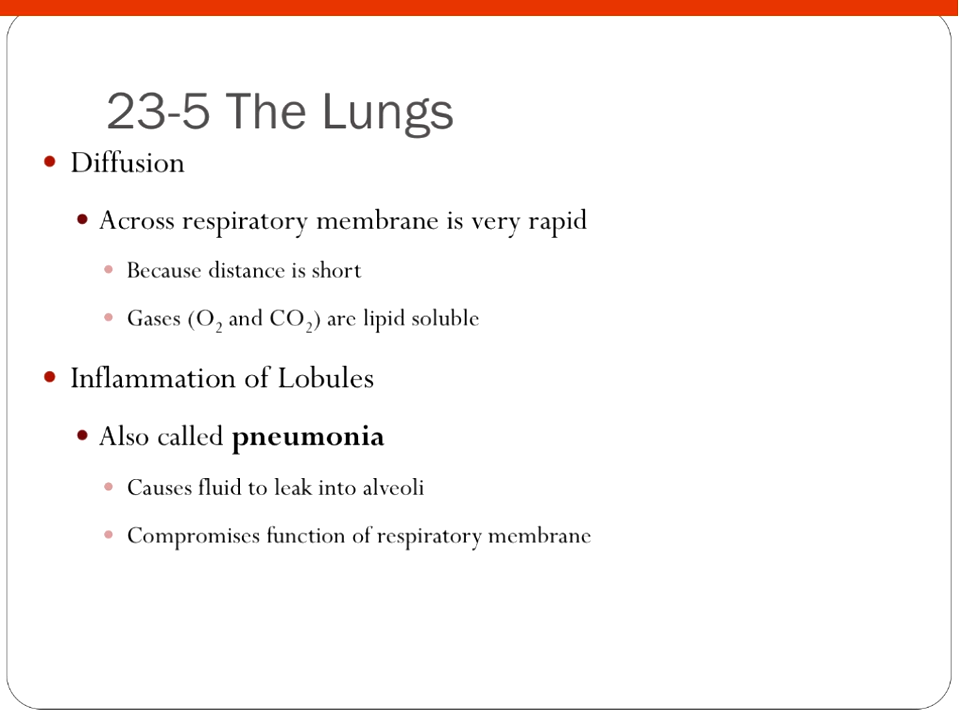 23-5 The Lungs
• Diffusion
• Across respiratory membrane is very rapid
• Because distance is short
• Gases (O₂ and CO₂) are lipid soluble
• Inflammation of Lobules
• Also called pneumonia
• Causes fluid to leak into alveoli
• Compromises function of respiratory membrane